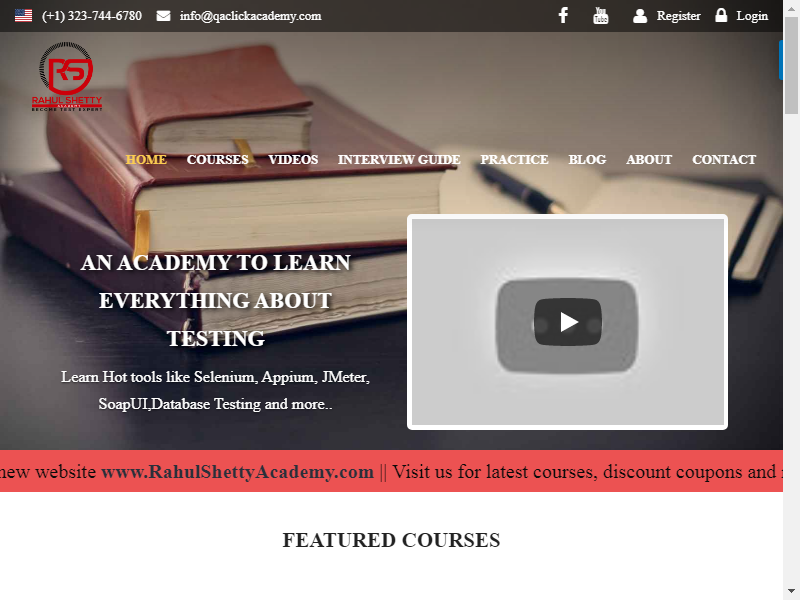 (+1) 323-744-6780 info@qaclickacademy.com Register Login
You Tube
RS
RAHUL SHETTY
ACADEMY
BECOME TEST EXPERT
HOME COURSES VIDEOS INTERVIEW GUIDE PRACTICE BLOG ABOUT CONTACT
AN ACADEMY TO LEARN
EVERYTHING ABOUT
TESTING
Learn Hot tools like Selenium, Appium, JMeter,
SoapUI,Database Testing and more..
new website www.RahulShettyAcademy.com || Visit us for latest courses, discount coupons and
FEATURED COURSES